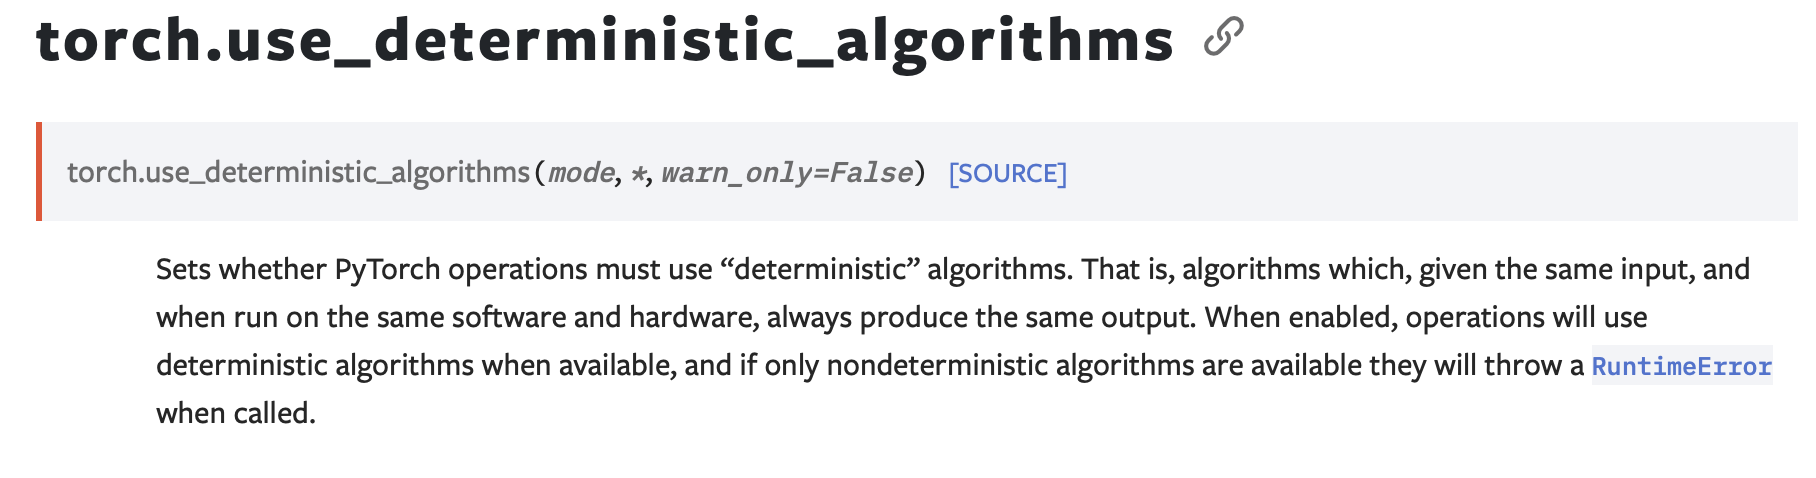 torch.use_deterministic_algorithms
torch.use_deterministic_algorithms(mode, *, warn_only=False) [SOURCE]
Sets whether PyTorch operations must use “deterministic” algorithms. That is, algorithms which, given the same input, and
when run on the same software and hardware, always produce the same output. When enabled, operations will use
deterministic algorithms when available, and if only nondeterministic algorithms are available they will throw a RuntimeError
when called.